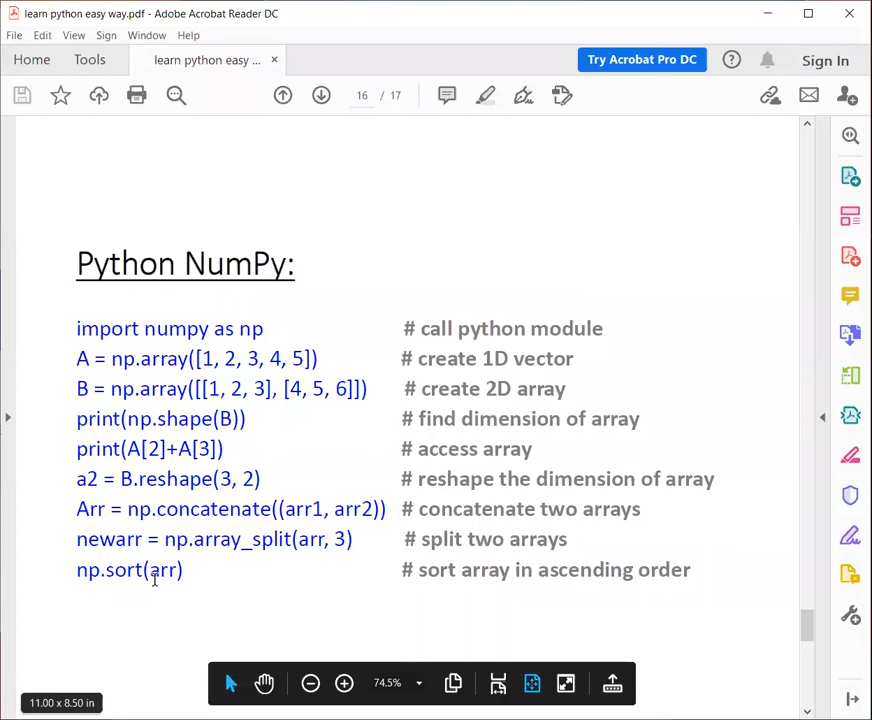 learn python easy way.pdf - Adobe Acrobat Reader DC
File Edit View Sign Window Help
Home Tools learn python easy ... × Try Acrobat Pro DC ? Sign In
16 / 17
Python NumPy:
import numpy as np # call python module
A = np.array([1, 2, 3, 4, 5]) # create 1D vector
B = np.array([[1, 2, 3], [4, 5, 6]]) # create 2D array
print(np.shape(B)) # find dimension of array
print(A[2]+A[3]) # access array
a2 = B.reshape(3, 2) # reshape the dimension of array
Arr = np.concatenate((arr1, arr2)) # concatenate two arrays
newarr = np.array_split(arr, 3) # split two arrays
np.sort(arr) # sort array in ascending order
74.5%
11.00 x 8.50 in